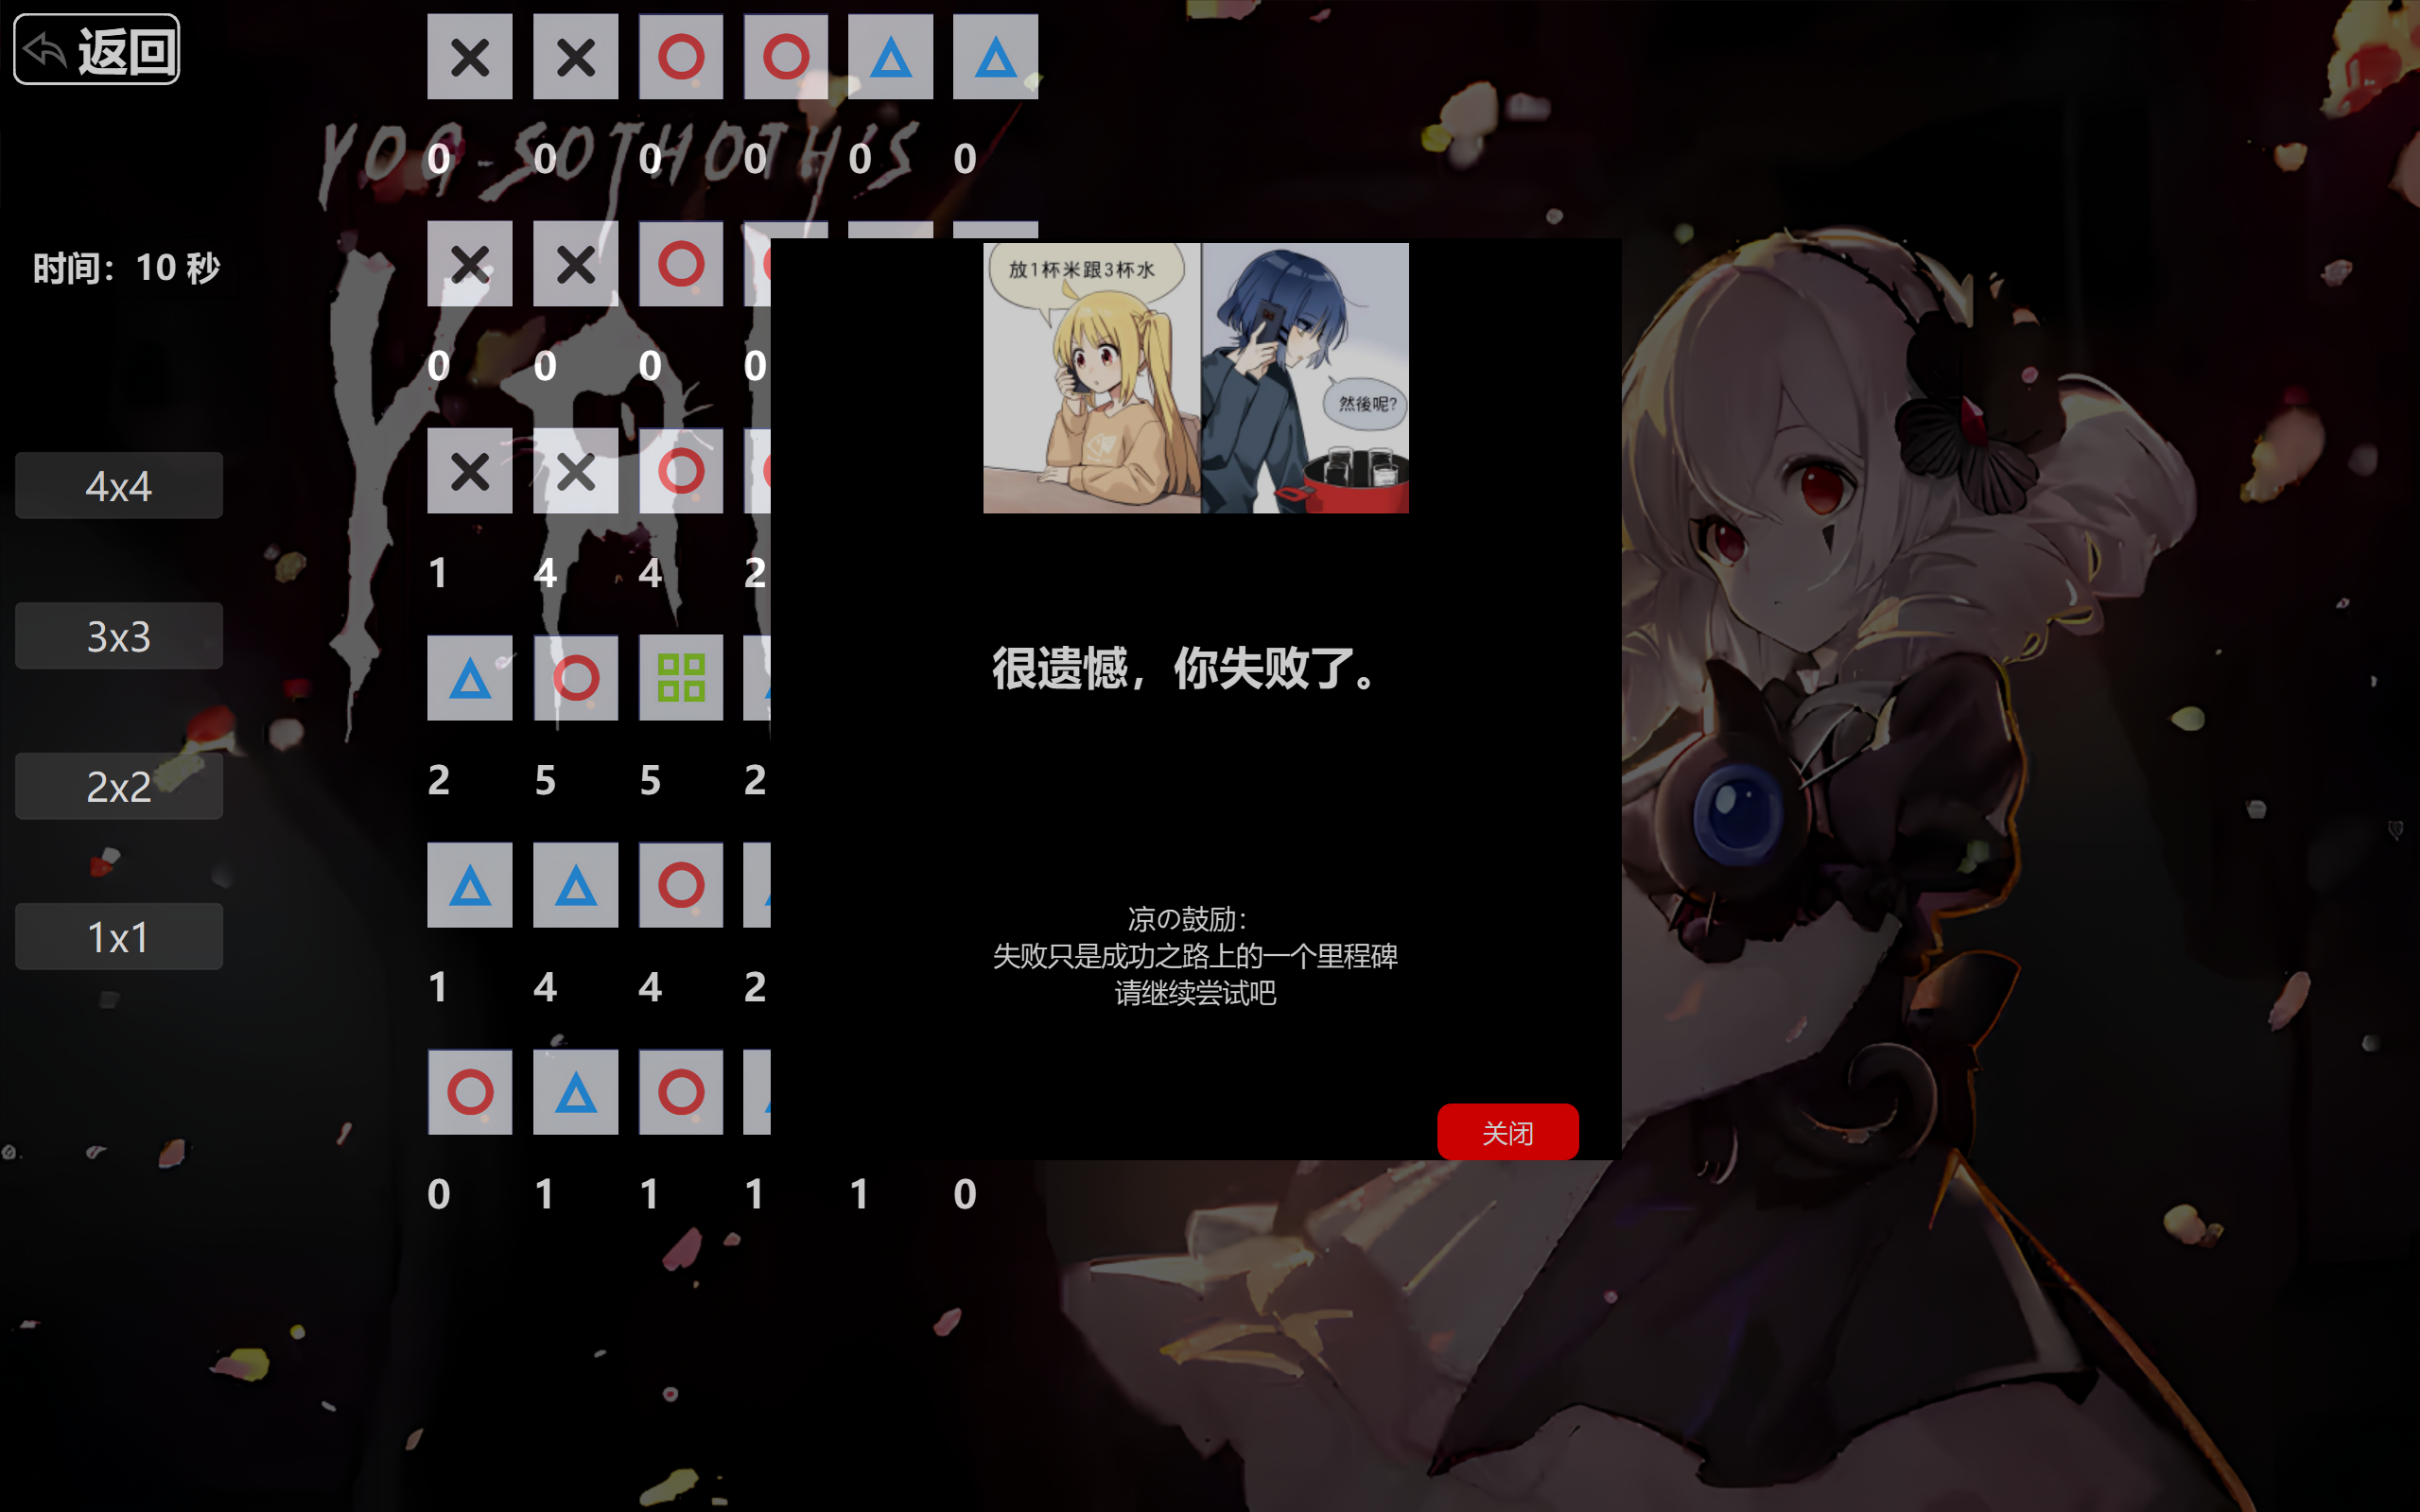 返回
YOG-SOTHOTH'S
0 0 0 0 0 0
时间：10 秒
放1杯米跟3杯水
然後呢?
0 0 0 0
4x4
1 4 4 2
3x3
很遗憾，你失败了。
2x2
2 5 5 2
凉の鼓励：
失败只是成功之路上的一个里程碑
请继续尝试吧
1x1
1 4 4 2
关闭
0 1 1 1 1 0